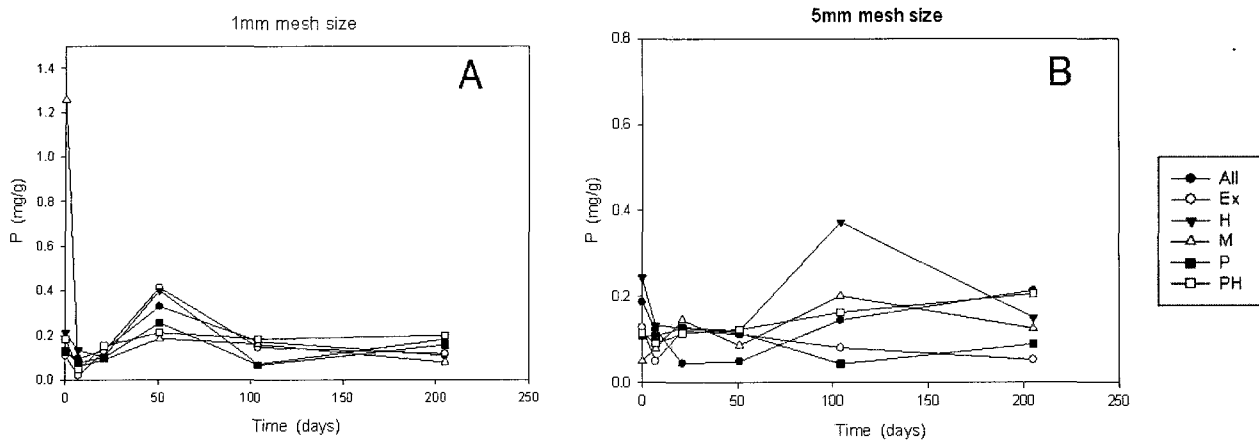 1mm mesh size
A
1.4
1.2
1.0
0.8
0.6
0.4
0.2
0.0
P (mg/g)
0 50 100 150 200 250
Time (days)
5mm mesh size
B
0.8
0.6
0.4
0.2
0.0
P (mg/g)
0 50 100 150 200 250
Time (days)
All
Ex
H
M
P
PH